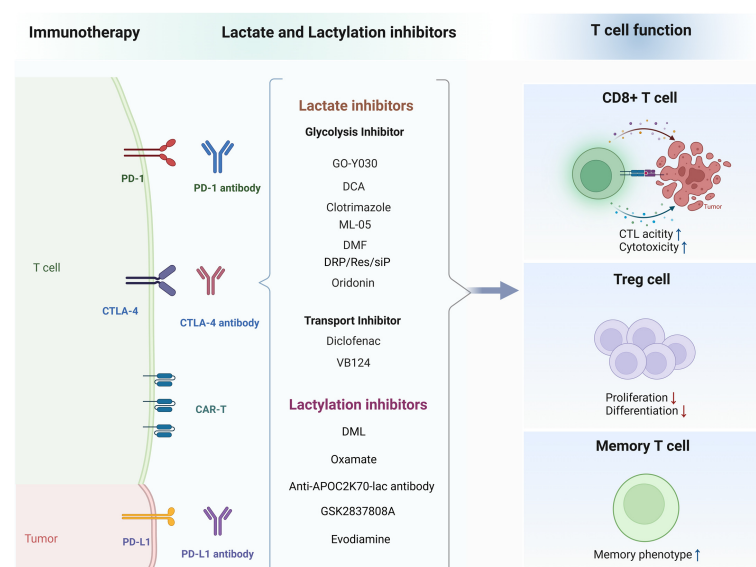 Immunotherapy
Lactate and Lactylation inhibitors
T cell function
PD-1
PD-1 antibody
T cell
CTLA-4
CTLA-4 antibody
CAR-T
Tumor
PD-L1
PD-L1 antibody
Lactate inhibitors
Glycolysis Inhibitor
GO-Y030
DCA
Clotrimazole
ML-05
DMF
DRP/Res/siP
Oridonin
Transport Inhibitor
Diclofenac
VB124
Lactylation inhibitors
DML
Oxamate
Anti-APOC2K70-lac antibody
GSK2837808A
Evodiamine
CD8+ T cell
Tumor
CTL acitity ↑
Cytotoxicity ↑
Treg cell
Proliferation ↓
Differentiation ↓
Memory T cell
Memory phenotype ↑